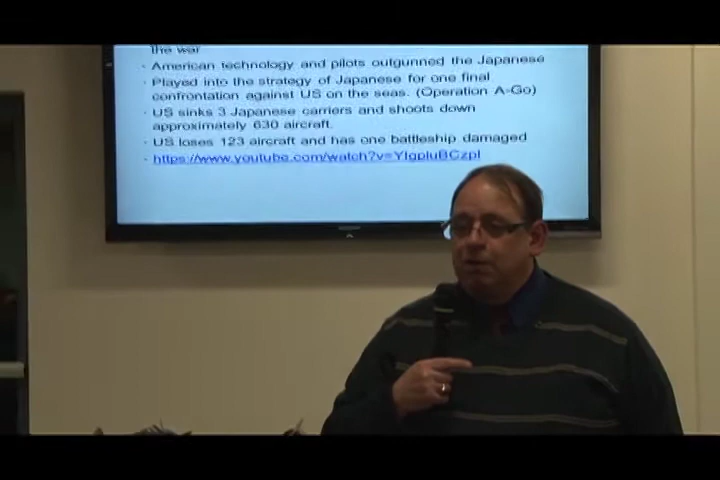 the war
· American technology and pilots outgunned the Japanese
· Played into the strategy of Japanese for one final
confrontation against US on the seas. (Operation A-Go)
· US sinks 3 Japanese carriers and shoots down
approximately 630 aircraft.
· US loses 123 aircraft and has one battleship damaged
· https://www.youtube.com/watch?v=YIgpIuBCzpI